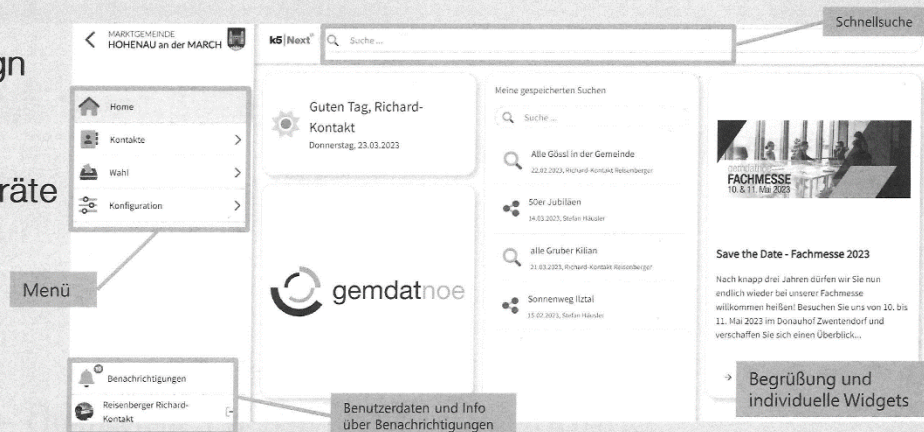 gn
räte
MARKTGEMEINDE
HOHENAU an der MARCH
Home
Kontakte
Wahl
Konfiguration
Menü
Benachrichtigungen
Reisenberger Richard-
Kontakt
Benutzerdaten und Info
über Benachrichtigungen
k5|Next
Suche ...
Schnellsuche
Guten Tag, Richard-
Kontakt
Donnerstag, 23.03.2023
gemdatnoe
Meine gespeicherten Suchen
Suche ...
Alle Gössl in der Gemeinde
22.02.2023, Richard-Kontakt Reisenberger
50er Jubiläen
14.03.2023, Stefan Häusler
alle Gruber Kilian
21.03.2023, Richard-Kontakt Reisenberger
Sonnenweg Ilztal
15.02.2023, Stefan Häusler
gemdatnoe
FACHMESSE
10. & 11. Mai 2023
Save the Date - Fachmesse 2023
Nach knapp drei Jahren dürfen wir Sie nun
endlich wieder bei unserer Fachmesse
willkommen heißen! Besuchen Sie uns von 10. bis
11. Mai 2023 im Donauhof Zwentendorf und
verschaffen Sie sich einen Überblick...
Begrüßung und
individuelle Widgets